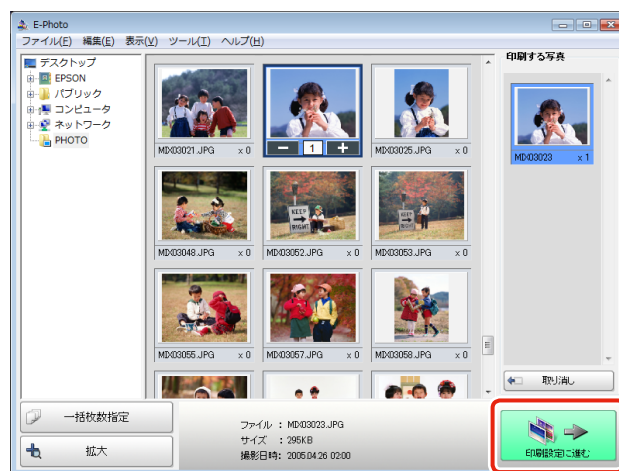 E-Photo
ファイル(F) 編集(E) 表示(V) ツール(T) ヘルプ(H)
デスクトップ
EPSON
パブリック
コンピュータ
ネットワーク
PHOTO
MDX03021.JPG x 0
1
MDX03025.JPG x 0
MDX03048.JPG x 0
KEEP
RIGHT
MDX03052.JPG x 0
KEEP
RIGHT
MDX03053.JPG x 0
MDX03055.JPG x 0
MDX03057.JPG x 0
MDX03058.JPG x 0
印刷する写真
MDX03023 x 1
取り消し
一括枚数指定
拡大
ファイル : MDX03023.JPG
サイズ : 295KB
撮影日時: 2005.04.26 02:00
印刷設定に進む